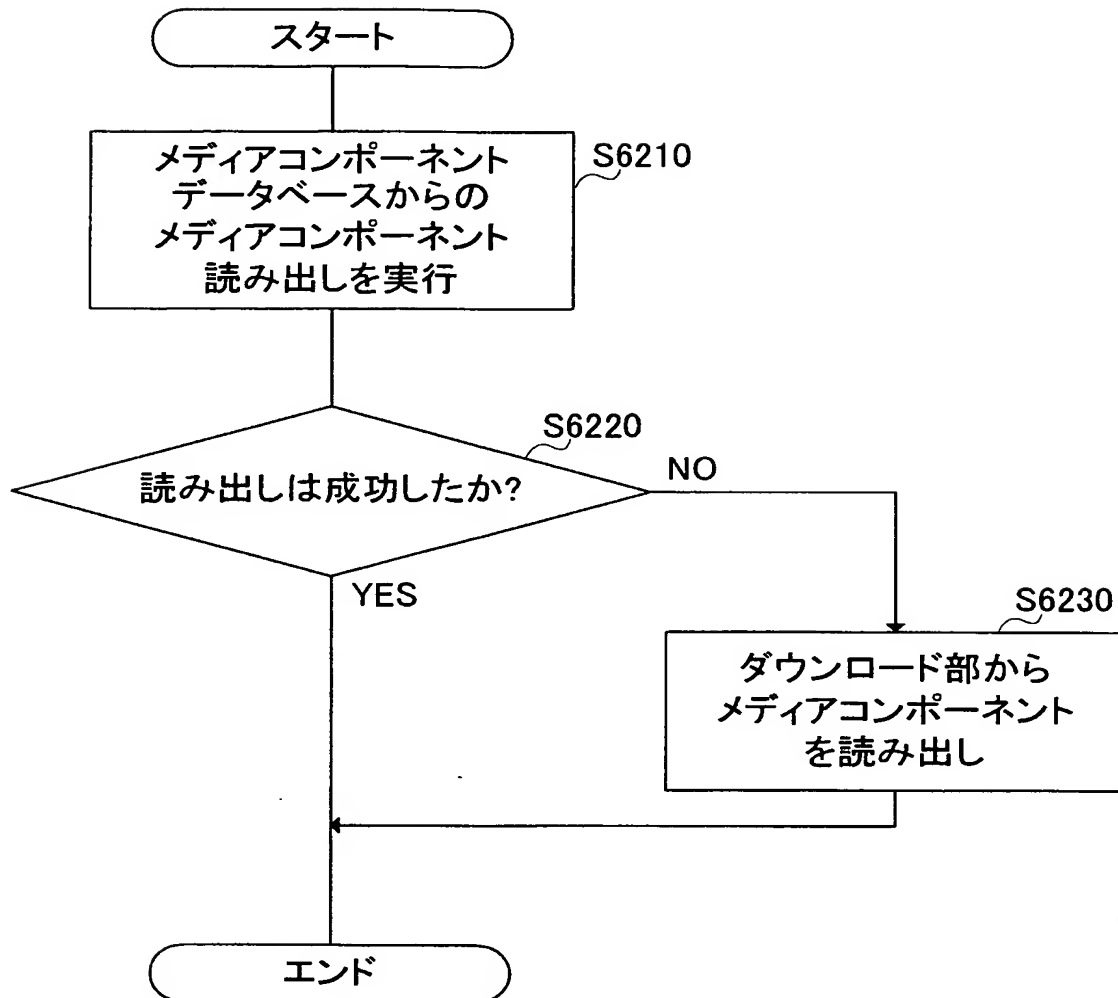 スタート
メディアコンポーネント
データベースからの
メディアコンポーネント
読み出しを実行
S6210
読み出しは成功したか?
S6220
NO
YES
S6230
ダウンロード部から
メディアコンポーネント
を読み出し
エンド